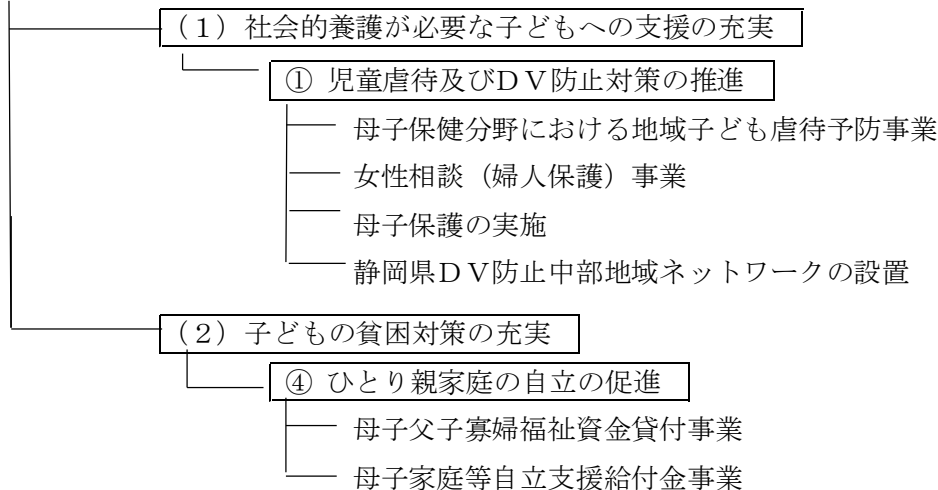 （１）社会的養護が必要な子どもへの支援の充実
① 児童虐待及びＤＶ防止対策の推進
母子保健分野における地域子ども虐待予防事業
女性相談（婦人保護）事業
母子保護の実施
静岡県ＤＶ防止中部地域ネットワークの設置
（２）子どもの貧困対策の充実
④ ひとり親家庭の自立の促進
母子父子寡婦福祉資金貸付事業
母子家庭等自立支援給付金事業